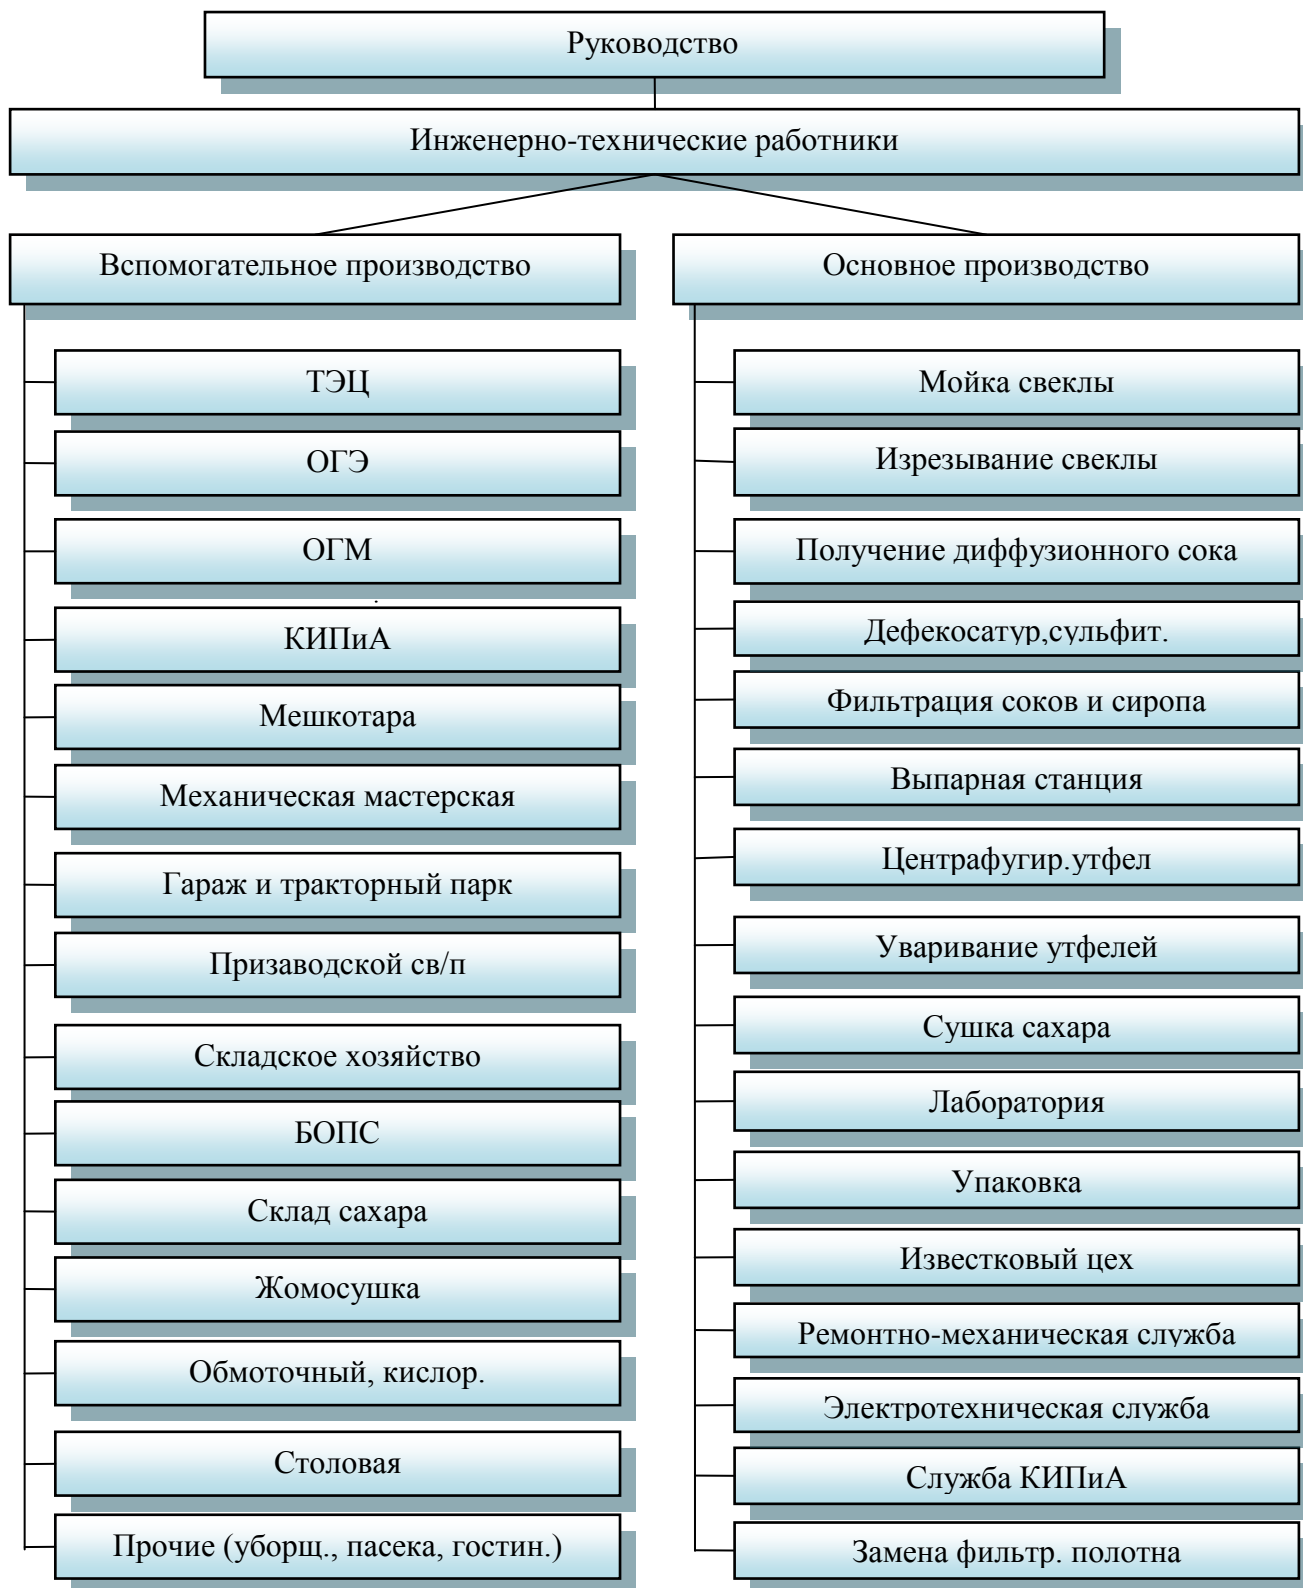 Руководство
Инженерно-технические работники
Вспомогательное производство
ТЭЦ
ОГЭ
ОГМ
КИПиА
Мешкотара
Механическая мастерская
Гараж и тракторный парк
Призаводской св/п
Складское хозяйство
БОПС
Склад сахара
Жомосушка
Обмоточный, кислор.
Столовая
Прочие (уборщ., пасека, гостин.)
Основное производство
Мойка свеклы
Изрезывание свеклы
Получение диффузионного сока
Дефекосатур,сульфит.
Фильтрация соков и сиропа
Выпарная станция
Центрафугир.утфел
Уваривание утфелей
Сушка сахара
Лаборатория
Упаковка
Известковый цех
Ремонтно-механическая служба
Электротехническая служба
Служба КИПиА
Замена фильтр. полотна